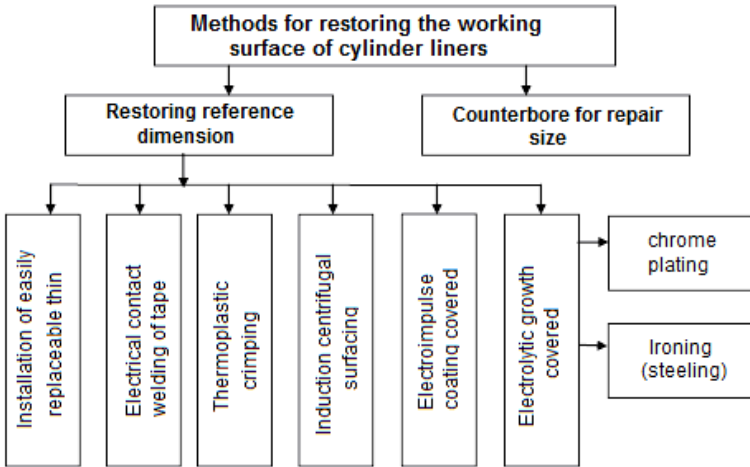 Methods for restoring the working
surface of cylinder liners
Restoring reference
dimension
Counterbore for repair
size
Installation of easily
replaceable thin
Electrical contact
welding of tape
Thermoplastic
crimping
Induction centrifugal
surfacing
Electroimpulse
coating covered
Electrolytic growth
covered
chrome
plating
Ironing
(steeling)